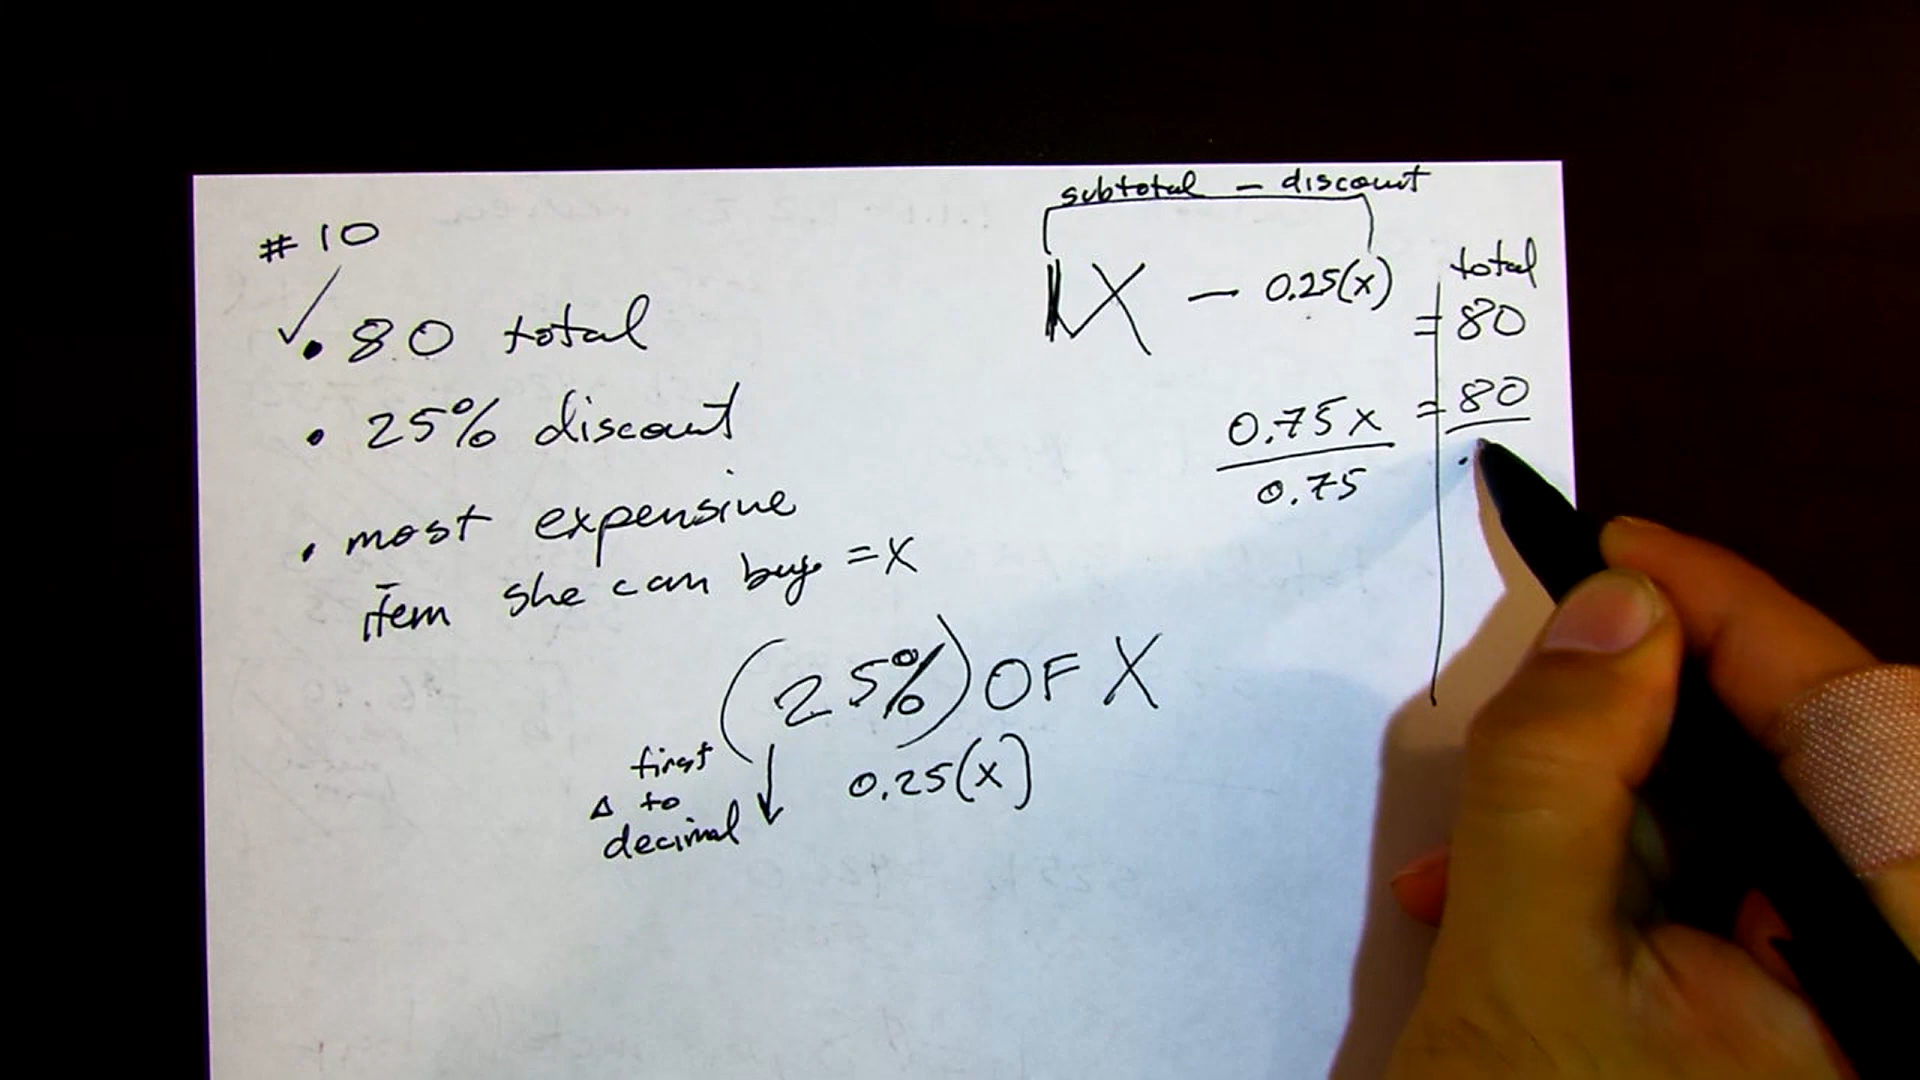 # 10
• 80 total
• 25% discount
• most expensive
item she can buy = x
(25%) OF X
first
Δ to
decimal
0.25(x)
subtotal - discount
1X - 0.25(x)
total
= 80
0.75x = 80
0.75 .